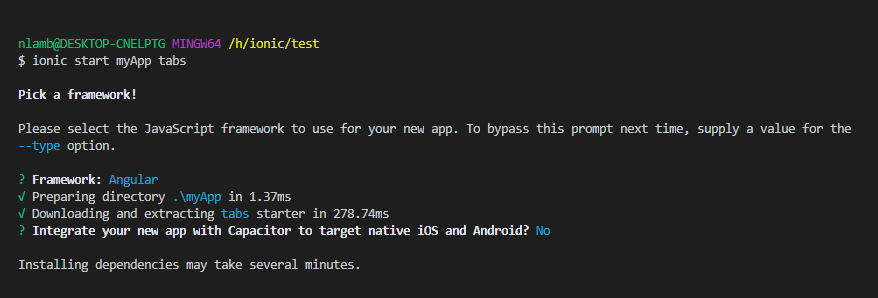 nlamb@DESKTOP-CNELPTG MINGW64 /h/ionic/test
$ ionic start myApp tabs
Pick a framework!
Please select the JavaScript framework to use for your new app. To bypass this prompt next time, supply a value for the
--type option.
? Framework: Angular
√ Preparing directory .\myApp in 1.37ms
√ Downloading and extracting tabs starter in 278.74ms
? Integrate your new app with Capacitor to target native iOS and Android? No
Installing dependencies may take several minutes.